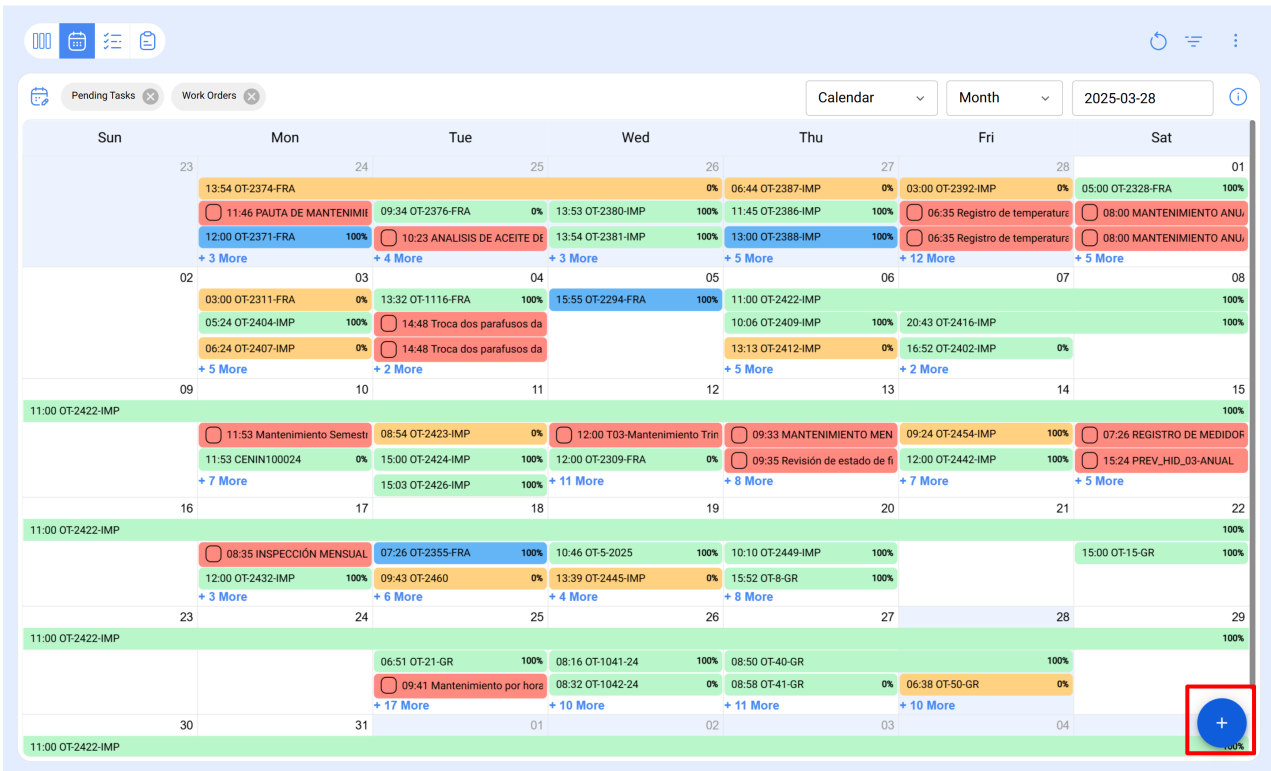 Pending Tasks
Work Orders
Calendar
Month
2025-03-28
Sun Mon Tue Wed Thu Fri Sat
23 24 25 26 27 28 01
13:54 OT-2374-FRA 0% 06:44 OT-2387-IMP 0% 03:00 OT-2392-IMP 0% 05:00 OT-2328-FRA 100%
11:46 PAUTA DE MANTENIMIE 09:34 OT-2376-FRA 0% 13:53 OT-2380-IMP 100% 11:45 OT-2386-IMP 100% 06:35 Registro de temperatura 08:00 MANTENIMIENTO ANU
12:00 OT-2371-FRA 100% 10:23 ANALISIS DE ACEITE DE 13:54 OT-2381-IMP 100% 13:00 OT-2388-IMP 100% 06:35 Registro de temperatura 08:00 MANTENIMIENTO ANU
+ 3 More + 4 More + 3 More + 5 More + 12 More + 5 More
02 03 04 05 06 07 08
03:00 OT-2311-FRA 0% 13:32 OT-1116-FRA 100% 15:55 OT-2294-FRA 100% 11:00 OT-2422-IMP 100%
05:24 OT-2404-IMP 100% 14:48 Troca dos parafusos da 10:06 OT-2409-IMP 100% 20:43 OT-2416-IMP 100%
06:24 OT-2407-IMP 0% 14:48 Troca dos parafusos da 13:13 OT-2412-IMP 0% 16:52 OT-2402-IMP 0%
+ 5 More + 2 More + 5 More + 2 More
09 10 11 12 13 14 15
11:00 OT-2422-IMP 100%
11:53 Mantenimiento Semestr 08:54 OT-2423-IMP 0% 12:00 T03-Mantenimiento Trin 09:33 MANTENIMIENTO MEN 09:24 OT-2454-IMP 100% 07:26 REGISTRO DE MEDIDOR
11:53 CENIN100024 0% 15:00 OT-2424-IMP 100% 12:00 OT-2309-FRA 0% 09:35 Revisión de estado de fi 12:00 OT-2442-IMP 100% 15:24 PREV_HID_03-ANUAL
+ 7 More 15:03 OT-2426-IMP 100% + 11 More + 8 More + 7 More + 5 More
16 17 18 19 20 21 22
11:00 OT-2422-IMP 100%
08:35 INSPECCIÓN MENSUAL 07:26 OT-2355-FRA 100% 10:46 OT-5-2025 100% 10:10 OT-2449-IMP 100% 15:00 OT-15-GR 100%
12:00 OT-2432-IMP 100% 09:43 OT-2460 0% 13:39 OT-2445-IMP 0% 15:52 OT-8-GR 100%
+ 3 More + 6 More + 4 More + 8 More
23 24 25 26 27 28 29
11:00 OT-2422-IMP 100%
06:51 OT-21-GR 100% 08:16 OT-1041-24 100% 08:50 OT-40-GR 100%
09:41 Mantenimiento por hora 08:32 OT-1042-24 0% 08:58 OT-41-GR 0% 06:38 OT-50-GR 0%
+ 17 More + 10 More + 11 More + 10 More
30 31 01 02 03 04
11:00 OT-2422-IMP 100%